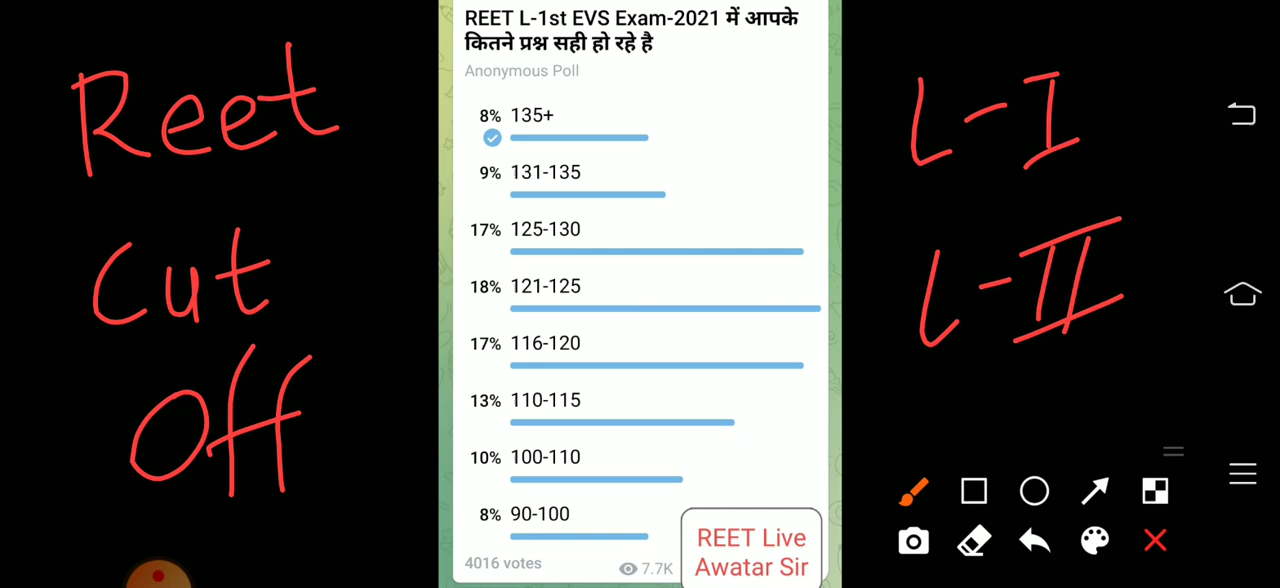 Reet
Cut
Off
REET L-1st EVS Exam-2021 में आपके
कितने प्रश्न सही हो रहे है
Anonymous Poll
8% 135+
9% 131-135
17% 125-130
18% 121-125
17% 116-120
13% 110-115
10% 100-110
8% 90-100
4016 votes
7.7K
REET Live
Awatar Sir
L-I
L-II